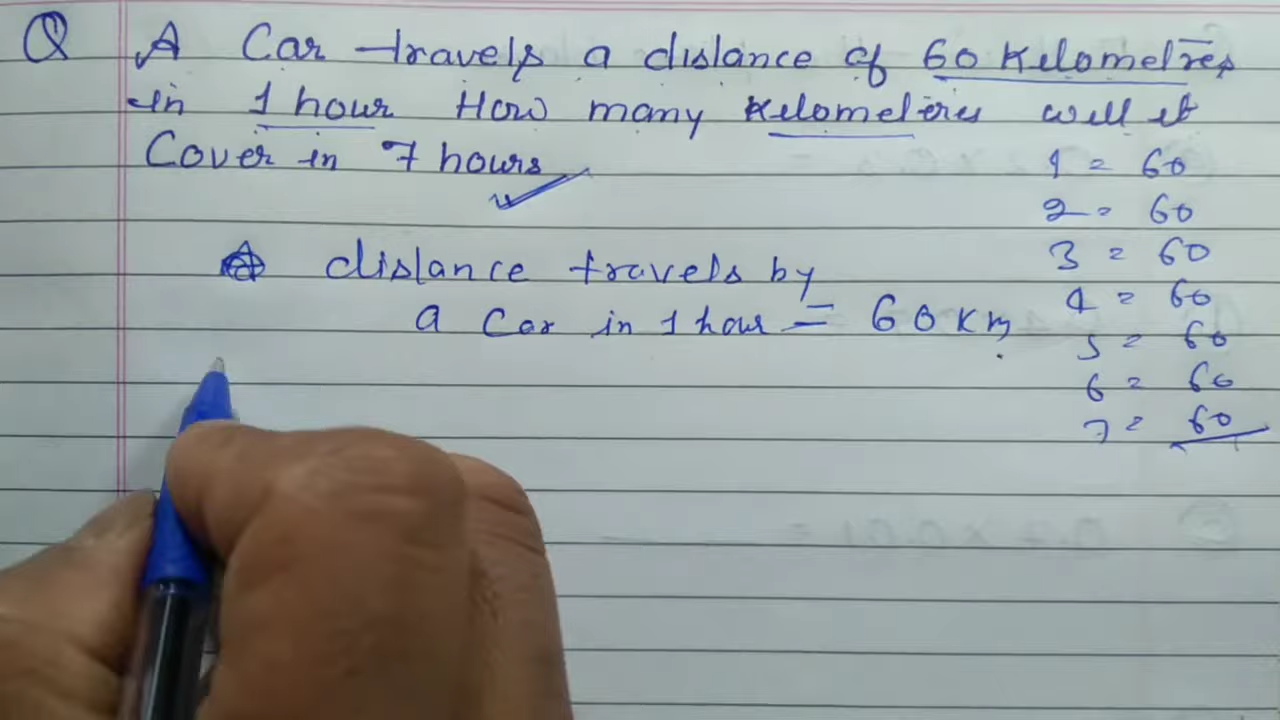 Q A Car travels a distance of 60 Kilometres
in 1 hour How many Kilometres will it
Cover in 7 hours
1 = 60
2 = 60
3 = 60
4 = 60
5 = 60
6 = 60
7 = 60
distance travels by
a Car in 1 hour = 60 Km